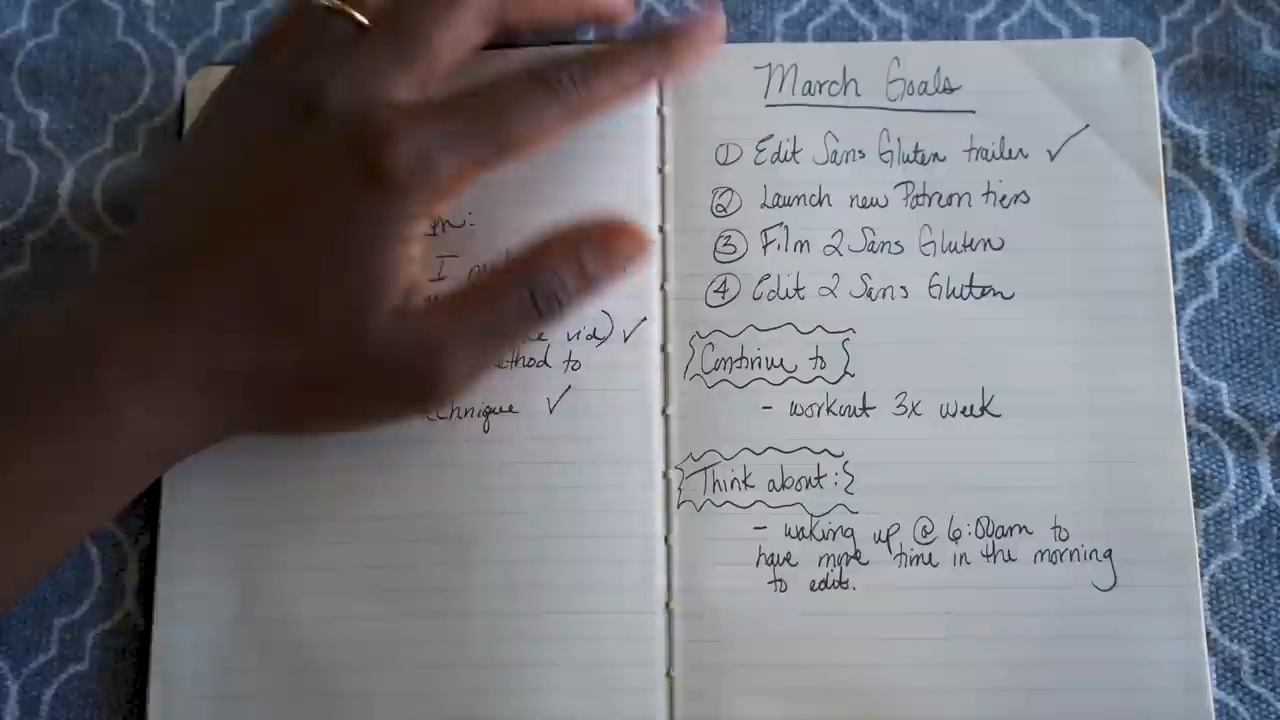 m:
I
vid) ✓
to
✓
March Goals
① Edit Sans Gluten trailer ✓
② Launch new Patreon tiers
③ Film 2 Sans Gluten
④ Edit 2 Sans Gluten
Continue to
- workout 3x week
Think about:
- waking up @ 6:00am to
have more time in the morning
to edit.